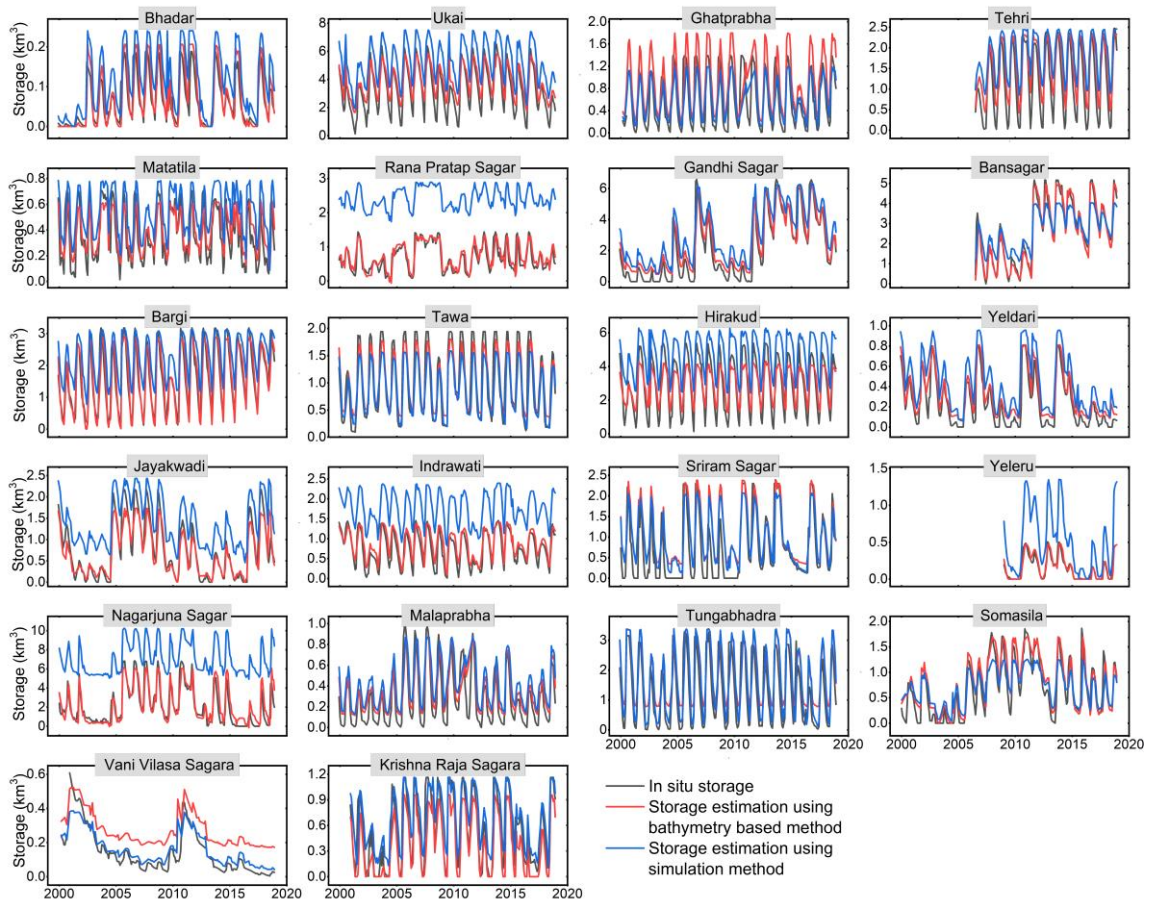 Bhadar
Ukai
Ghatprabha
Tehri
Storage (km³)
0.2
0.1
0.0
8
6
4
2
0
2.0
1.6
1.2
0.8
0.4
0.0
2.5
2.0
1.5
1.0
0.5
0.0
Matatila
Rana Pratap Sagar
Gandhi Sagar
Bansagar
Storage (km³)
0.8
0.6
0.4
0.2
0.0
3
2
1
0
6
4
2
0
5
4
3
2
1
0
Bargi
Tawa
Hirakud
Yeldari
Storage (km³)
3
2
1
0
2.0
1.5
1.0
0.5
0.0
6
4
2
0
1.0
0.8
0.6
0.4
0.2
0.0
Jayakwadi
Indrawati
Sriram Sagar
Yeleru
Storage (km³)
2.5
2.0
1.5
1.0
0.5
0.0
2.5
2.0
1.5
1.0
0.5
0.0
2.5
2.0
1.5
1.0
0.5
0.0
1.5
1.0
0.5
0.0
Nagarjuna Sagar
Malaprabha
Tungabhadra
Somasila
Storage (km³)
10
8
6
4
2
0
1.0
0.8
0.6
0.4
0.2
0.0
3
2
1
0
2.0
1.5
1.0
0.5
0.0
2000 2005 2010 2015 2020
2000 2005 2010 2015 2020
Vani Vilasa Sagara
Krishna Raja Sagara
Storage (km³)
0.6
0.4
0.2
0.0
1.2
0.9
0.6
0.3
0.0
2000 2005 2010 2015 2020
2000 2005 2010 2015 2020
In situ storage
Storage estimation using
bathymetry based method
Storage estimation using
simulation method